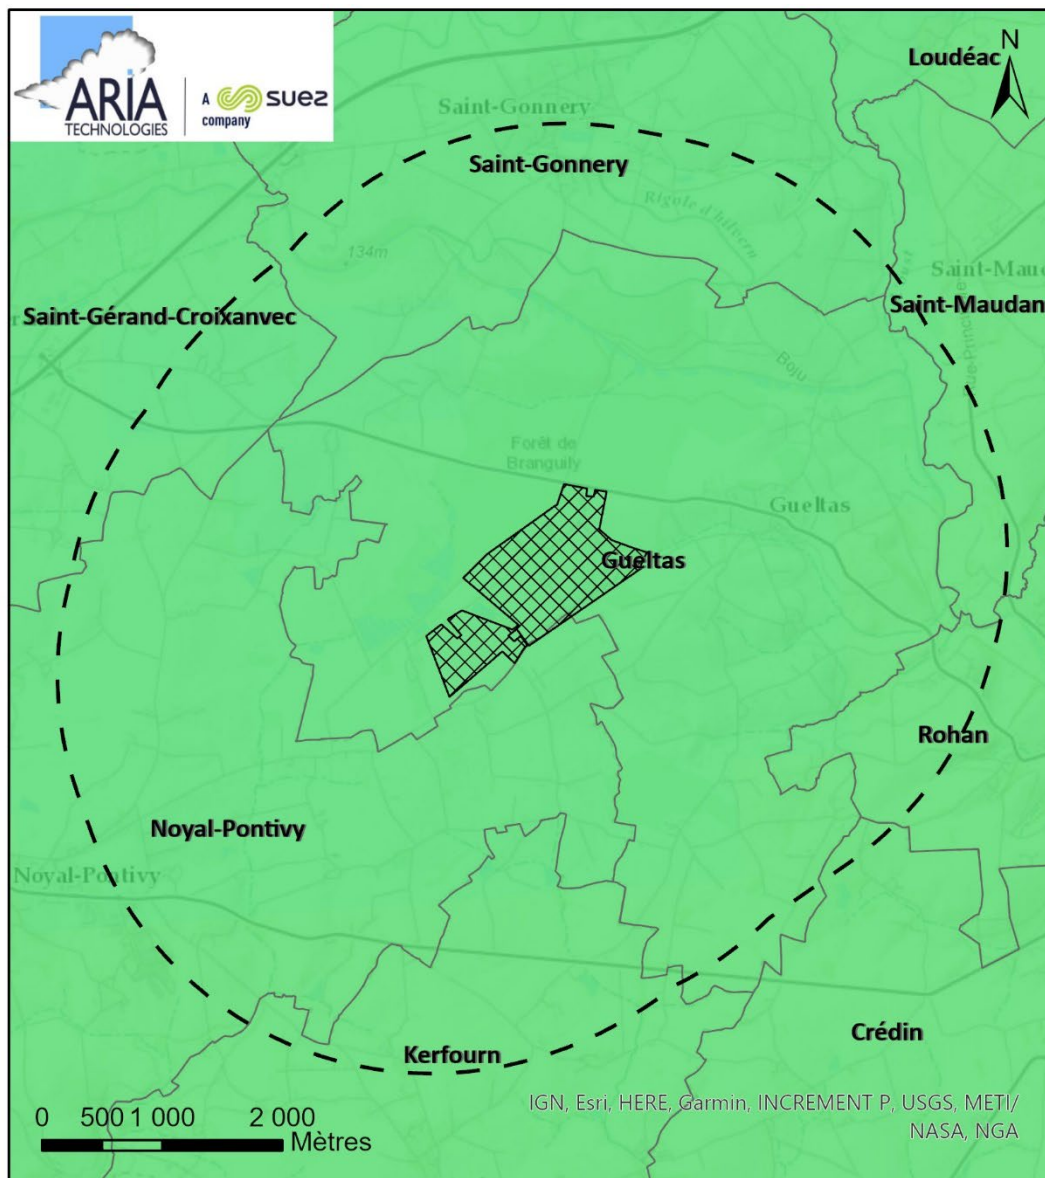 ARIA
TECHNOLOGIES
A
company
suez
Loudéac
N
Saint-Gonnery
Saint-Gonnery
Rigole d'hilvern
134m
Saint-Mau
Saint-Gérand-Croixanvec
Saint-Maudan
Boju
Forêt de
Branguily
Gueltas
Gueltas
Rohan
Noyal-Pontivy
Noyal-Pontivy
Crédin
Kerfourn
0 500 1 000 2 000
Mètres
IGN, Esri, HERE, Garmin, INCREMENT P, USGS, METI/
NASA, NGA